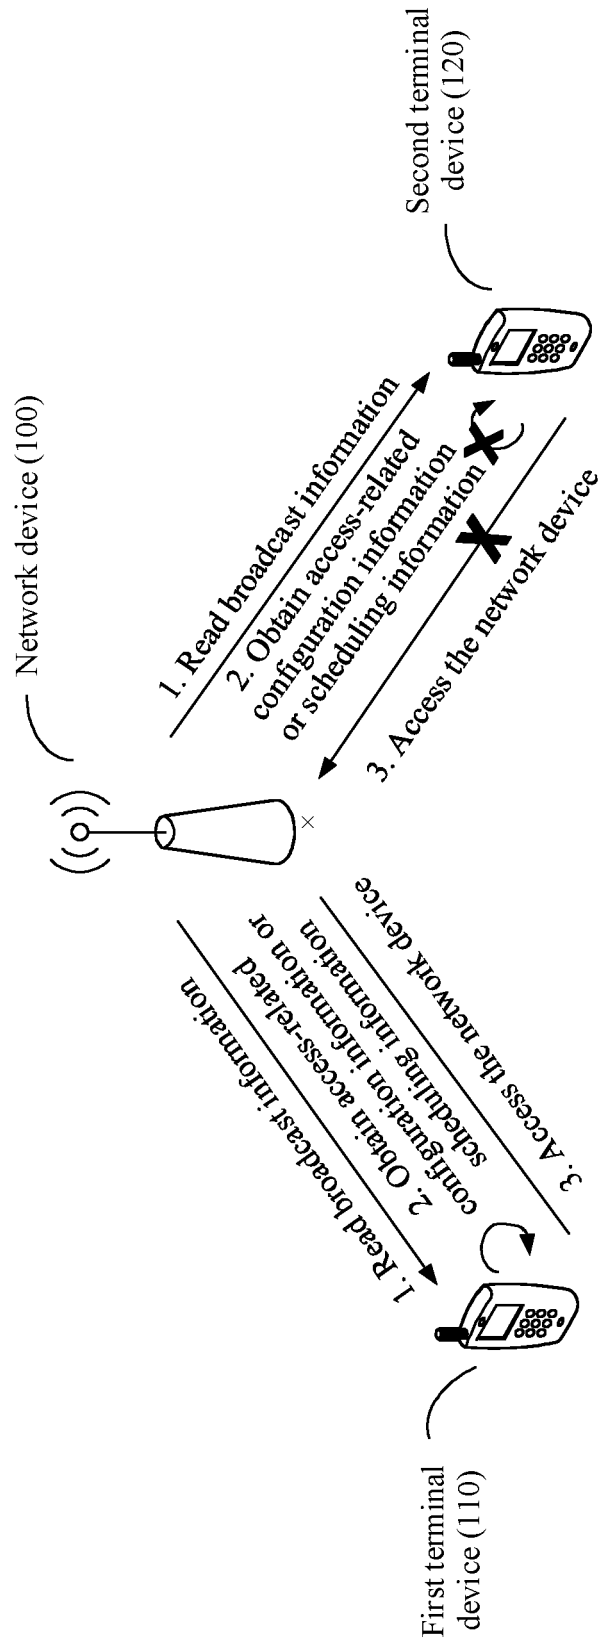 Network device (100)
1. Read broadcast information
2. Obtain access-related
configuration information or
scheduling information
3. Access the network device
First terminal
device (110)
1. Read broadcast information
2. Obtain access-related
configuration information
or scheduling information
3. Access the network device
Second terminal
device (120)